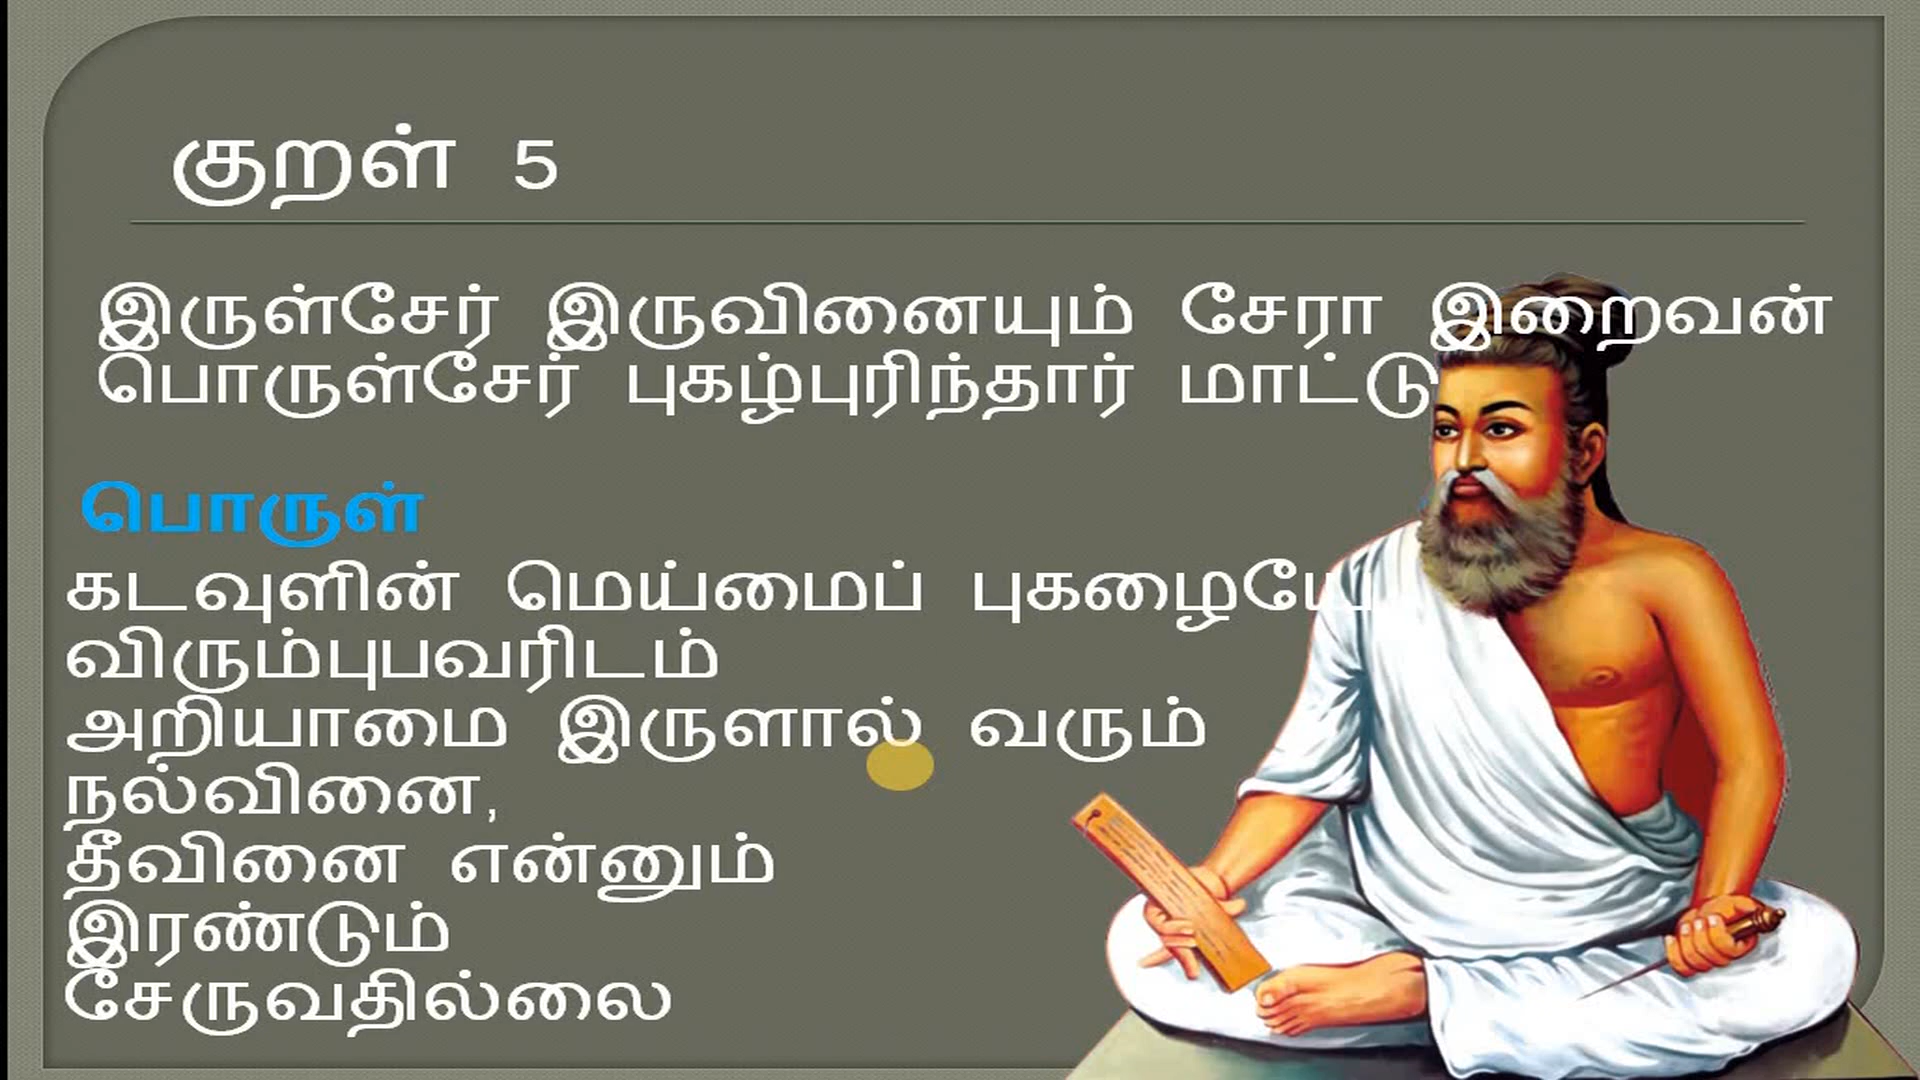 குறள் 5
இருள்சேர் இருவினையும் சேரா இறைவன்
பொருள்சேர் புகழ்புரிந்தார் மாட்டு
பொருள்
கடவுளின் மெய்மைப் புகழையே
விரும்புபவரிடம்
அறியாமை இருளால் வரும்
நல்வினை,
தீவினை என்னும்
இரண்டும்
சேருவதில்லை